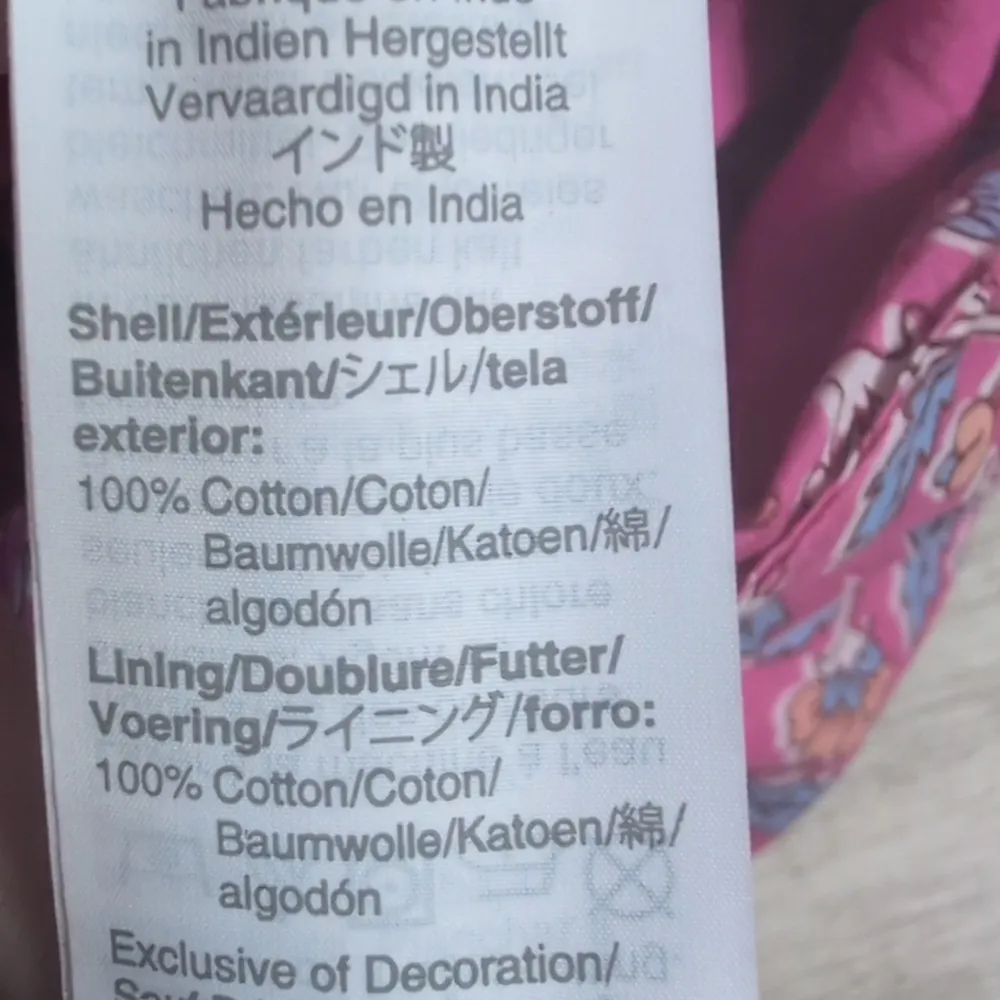 in Indien Hergestellt
Vervaardigd in India
インド製
Hecho en India
Shell/Extérieur/Oberstoff/
Buitenkant/シェル/tela
exterior:
100% Cotton/Coton/
Baumwolle/Katoen/綿/
algodón
Lining/Doublure/Futter/
Voering/ライニング/forro:
100% Cotton/Coton/
Baumwolle/Katoen/綿/
algodón
Exclusive of Decoration/